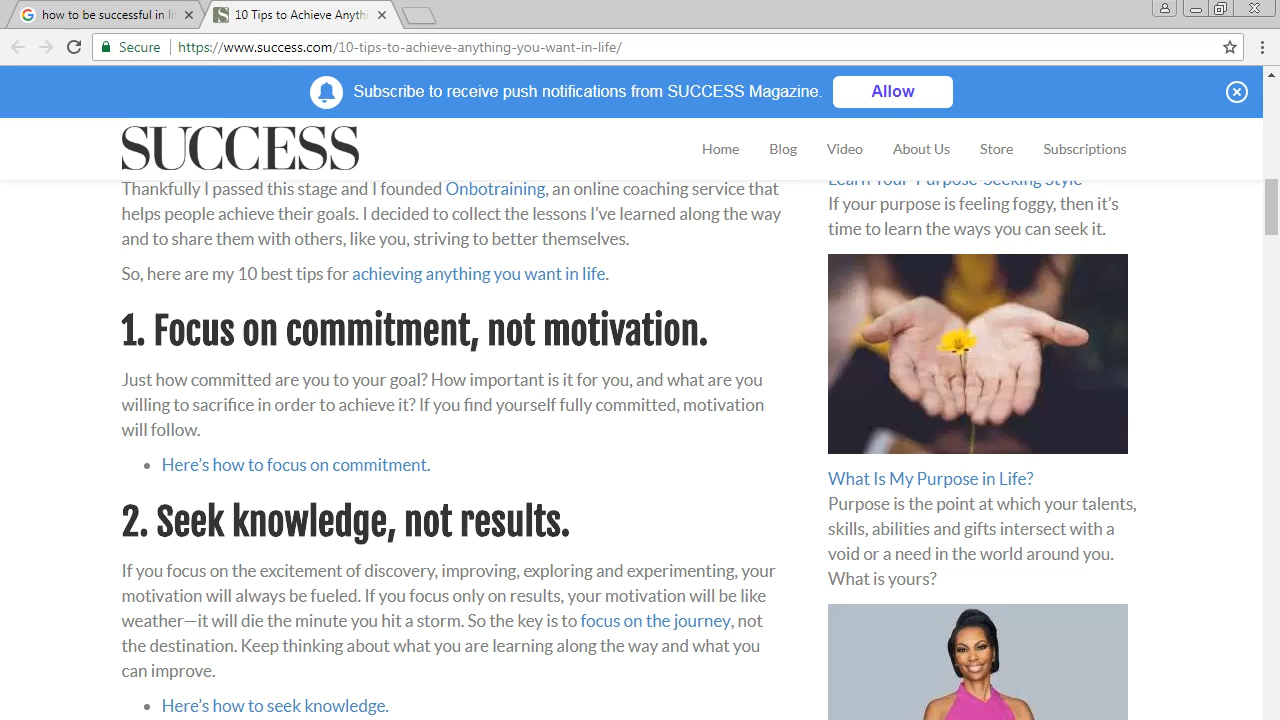 how to be successful in li
10 Tips to Achieve Anyth
Secure
https://www.success.com/10-tips-to-achieve-anything-you-want-in-life/
Subscribe to receive push notifications from SUCCESS Magazine.
Allow
SUCCESS
Home
Blog
Video
About Us
Store
Subscriptions
Thankfully I passed this stage and I founded Onbotraining, an online coaching service that
helps people achieve their goals. I decided to collect the lessons I’ve learned along the way
and to share them with others, like you, striving to better themselves.
So, here are my 10 best tips for achieving anything you want in life.
1. Focus on commitment, not motivation.
Just how committed are you to your goal? How important is it for you, and what are you
willing to sacrifice in order to achieve it? If you find yourself fully committed, motivation
will follow.
Here’s how to focus on commitment.
2. Seek knowledge, not results.
If you focus on the excitement of discovery, improving, exploring and experimenting, your
motivation will always be fueled. If you focus only on results, your motivation will be like
weather—it will die the minute you hit a storm. So the key is to focus on the journey, not
the destination. Keep thinking about what you are learning along the way and what you
can improve.
Here’s how to seek knowledge.
Learn Your Purpose-Seeking Style
If your purpose is feeling foggy, then it’s
time to learn the ways you can seek it.
What Is My Purpose in Life?
Purpose is the point at which your talents,
skills, abilities and gifts intersect with a
void or a need in the world around you.
What is yours?